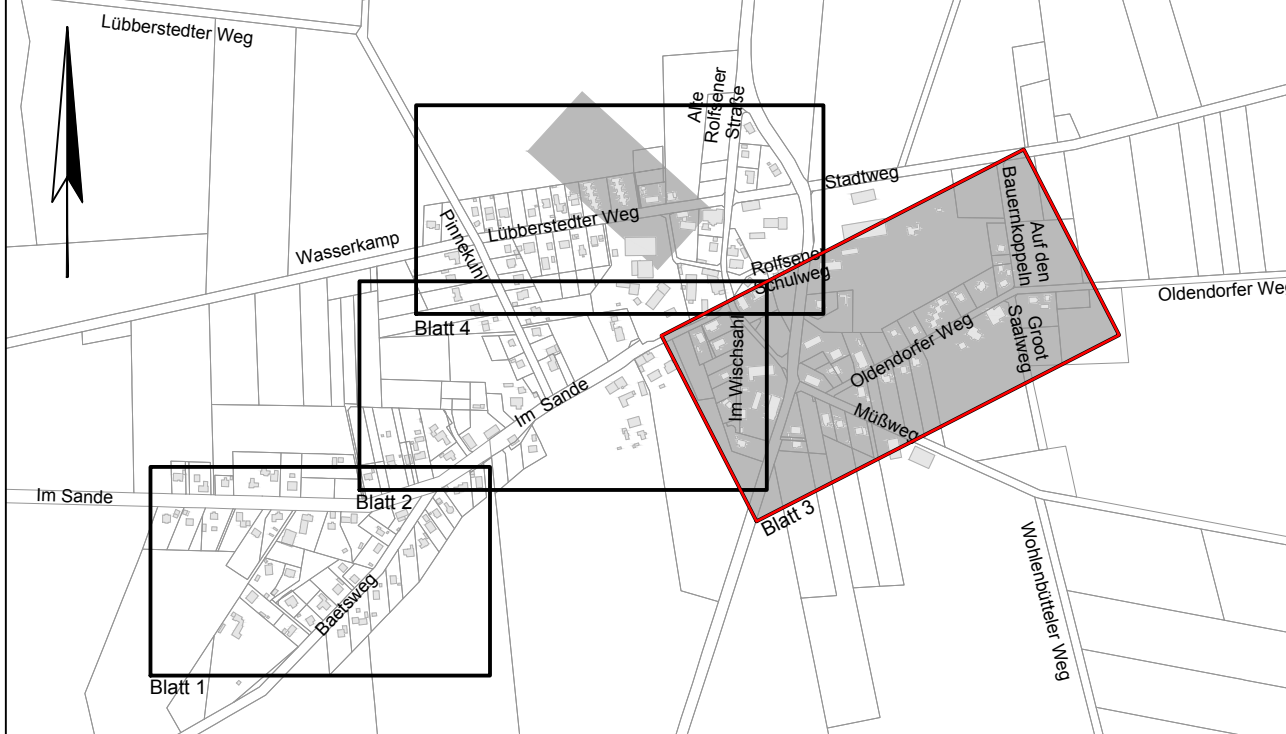 Lübberstedter Weg
Alte
Rolfsener
Straße
Stadtweg
Bauernkoppeln
Auf den
Pinnekuhl
Lübberstedter Weg
Wasserkamp
Rolfsener
Schulweg
Oldendorfer Weg
Blatt 4
Groot
Saalweg
Im Wischsahl
Oldendorfer Weg
Im Sande
Müßweg
Im Sande
Blatt 2
Blatt 3
Wohlenbütteler Weg
Baetsweg
Blatt 1